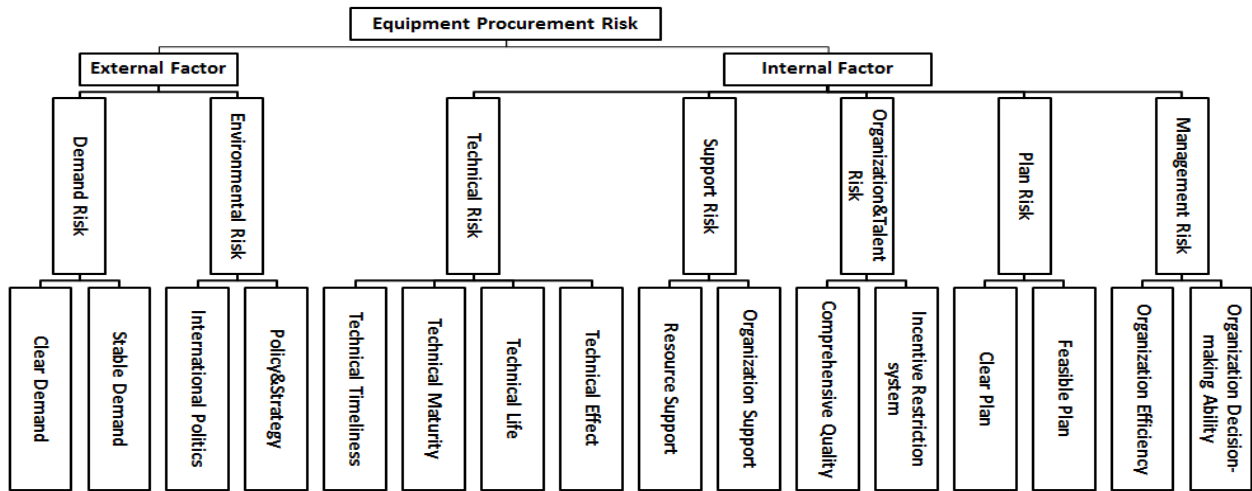 Equipment Procurement Risk
External Factor
Internal Factor
Demand Risk
Environmental Risk
Technical Risk
Support Risk
Organization&Talent
Risk
Plan Risk
Management Risk
Clear Demand
Stable Demand
International Politics
Policy&Strategy
Technical Timeliness
Technical Maturity
Technical Life
Technical Effect
Resource Support
Organization Support
Comprehensive Quality
Incentive Restriction
system
Clear Plan
Feasible Plan
Organization Efficiency
Organization Decision-
making Ability